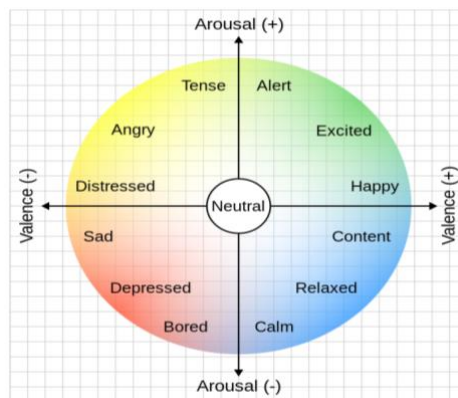 Arousal (+)
Tense
Alert
Angry
Excited
Distressed
Happy
Valence (-)
Neutral
Valence (+)
Sad
Content
Depressed
Relaxed
Bored
Calm
Arousal (-)